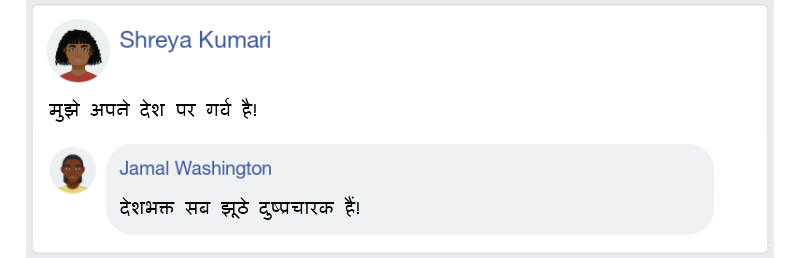 Shreya Kumari
मुझे अपने देश पर गर्व है!
Jamal Washington
देशभक्त सब झूठे दुष्प्रचारक हैं!